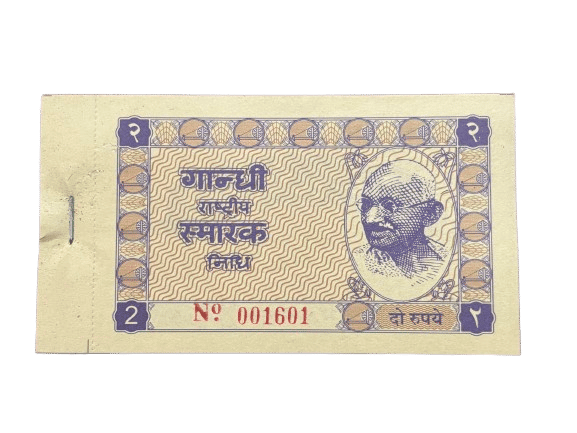 २ २
गान्धी
राष्ट्रीय
स्मारक
निधि
2 Nº 001601 दो रुपये २